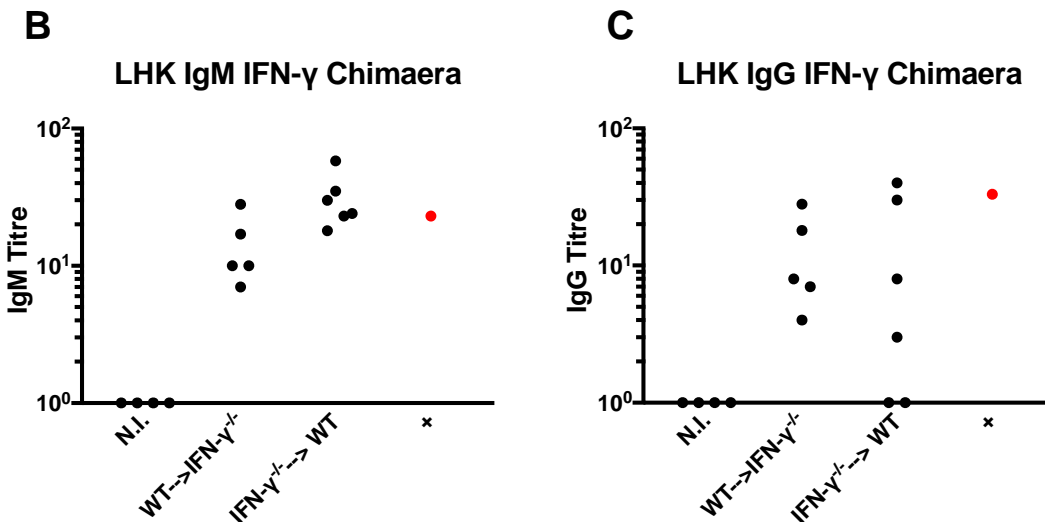 B
LHK IgM IFN-γ Chimaera
IgM Titre
10²
10¹
10⁰
N.I.
WT-->IFN-γ⁻/⁻
IFN-γ⁻/⁻--> WT
+
C
LHK IgG IFN-γ Chimaera
IgG Titre
10²
10¹
10⁰
N.I.
WT-->IFN-γ⁻/⁻
IFN-γ⁻/⁻--> WT
+